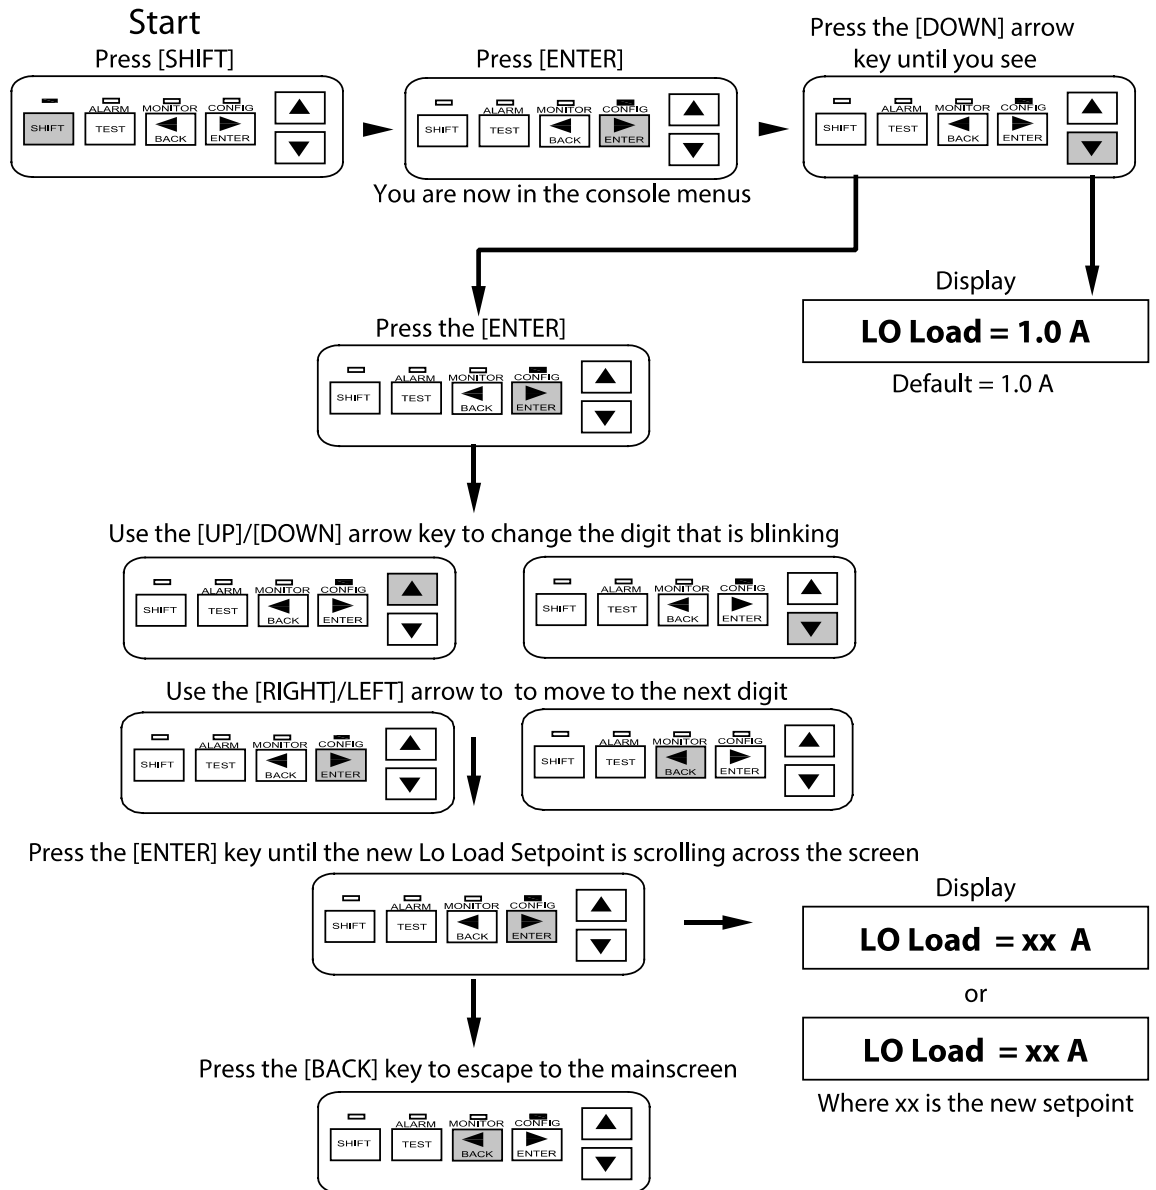 Start
Press [SHIFT]
SHIFT
ALARM
TEST
MONITOR
BACK
CONFIG
ENTER
Press [ENTER]
SHIFT
ALARM
TEST
MONITOR
BACK
CONFIG
ENTER
You are now in the console menus
Press the [DOWN] arrow
key until you see
SHIFT
ALARM
TEST
MONITOR
BACK
CONFIG
ENTER
Display
LO Load = 1.0 A
Default = 1.0 A
Press the [ENTER]
SHIFT
ALARM
TEST
MONITOR
BACK
CONFIG
ENTER
Use the [UP]/[DOWN] arrow key to change the digit that is blinking
SHIFT
ALARM
TEST
MONITOR
BACK
CONFIG
ENTER
SHIFT
ALARM
TEST
MONITOR
BACK
CONFIG
ENTER
Use the [RIGHT]/LEFT] arrow to to move to the next digit
SHIFT
ALARM
TEST
MONITOR
BACK
CONFIG
ENTER
SHIFT
ALARM
TEST
MONITOR
BACK
CONFIG
ENTER
Press the [ENTER] key until the new Lo Load Setpoint is scrolling across the screen
SHIFT
ALARM
TEST
MONITOR
BACK
CONFIG
ENTER
Display
LO Load = xx A
or
LO Load = xx A
Where xx is the new setpoint
Press the [BACK] key to escape to the mainscreen
SHIFT
ALARM
TEST
MONITOR
BACK
CONFIG
ENTER